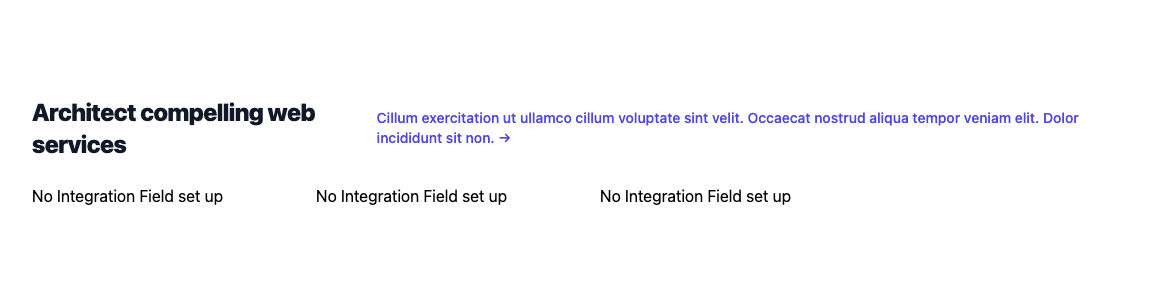 Architect compelling web
services
Cillum exercitation ut ullamco cillum voluptate sint velit. Occaecat nostrud aliqua tempor veniam elit. Dolor
incididunt sit non. →
No Integration Field set up
No Integration Field set up
No Integration Field set up